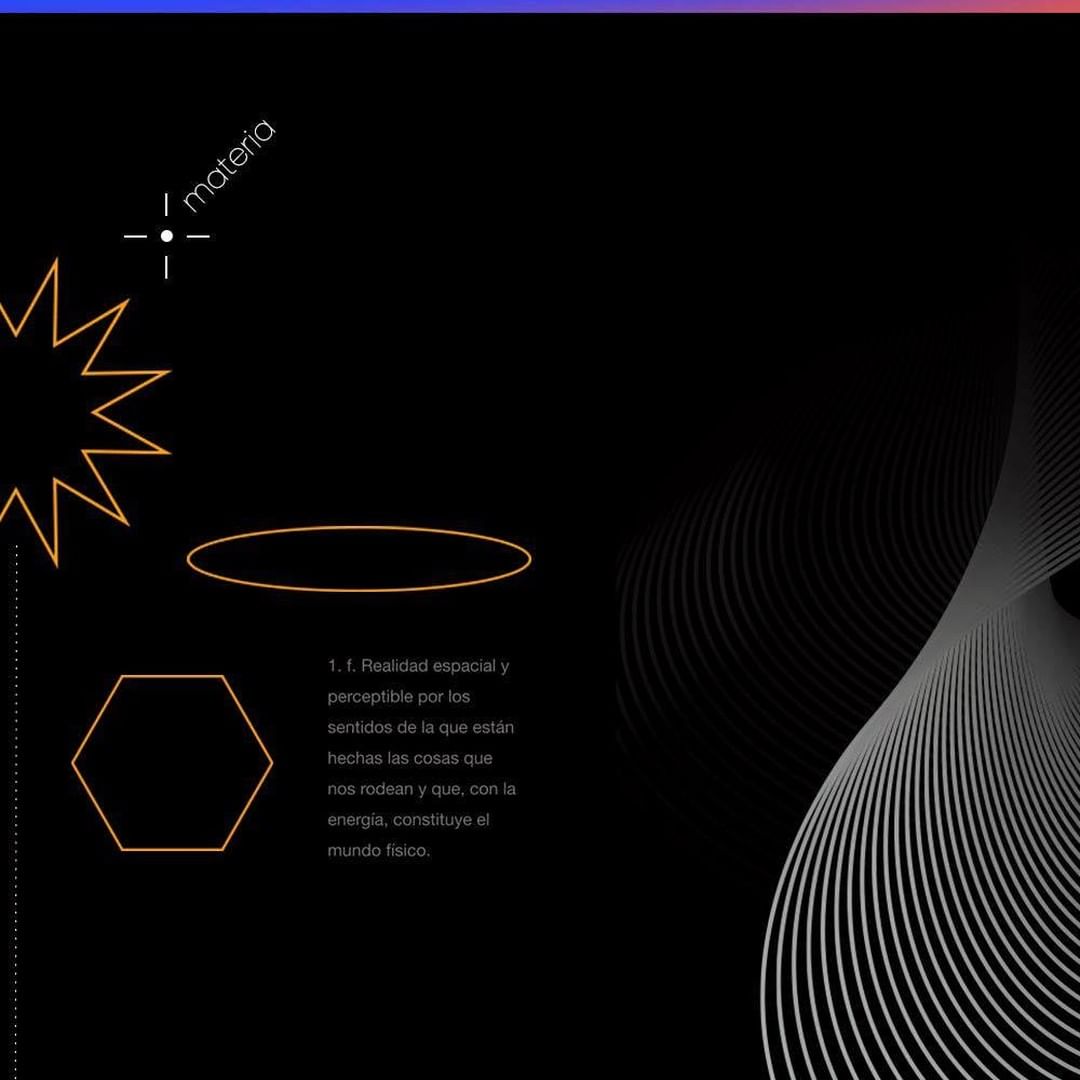 materia
1. f. Realidad espacial y
perceptible por los
sentidos de la que están
hechas las cosas que
nos rodean y que, con la
energía, constituye el
mundo físico.